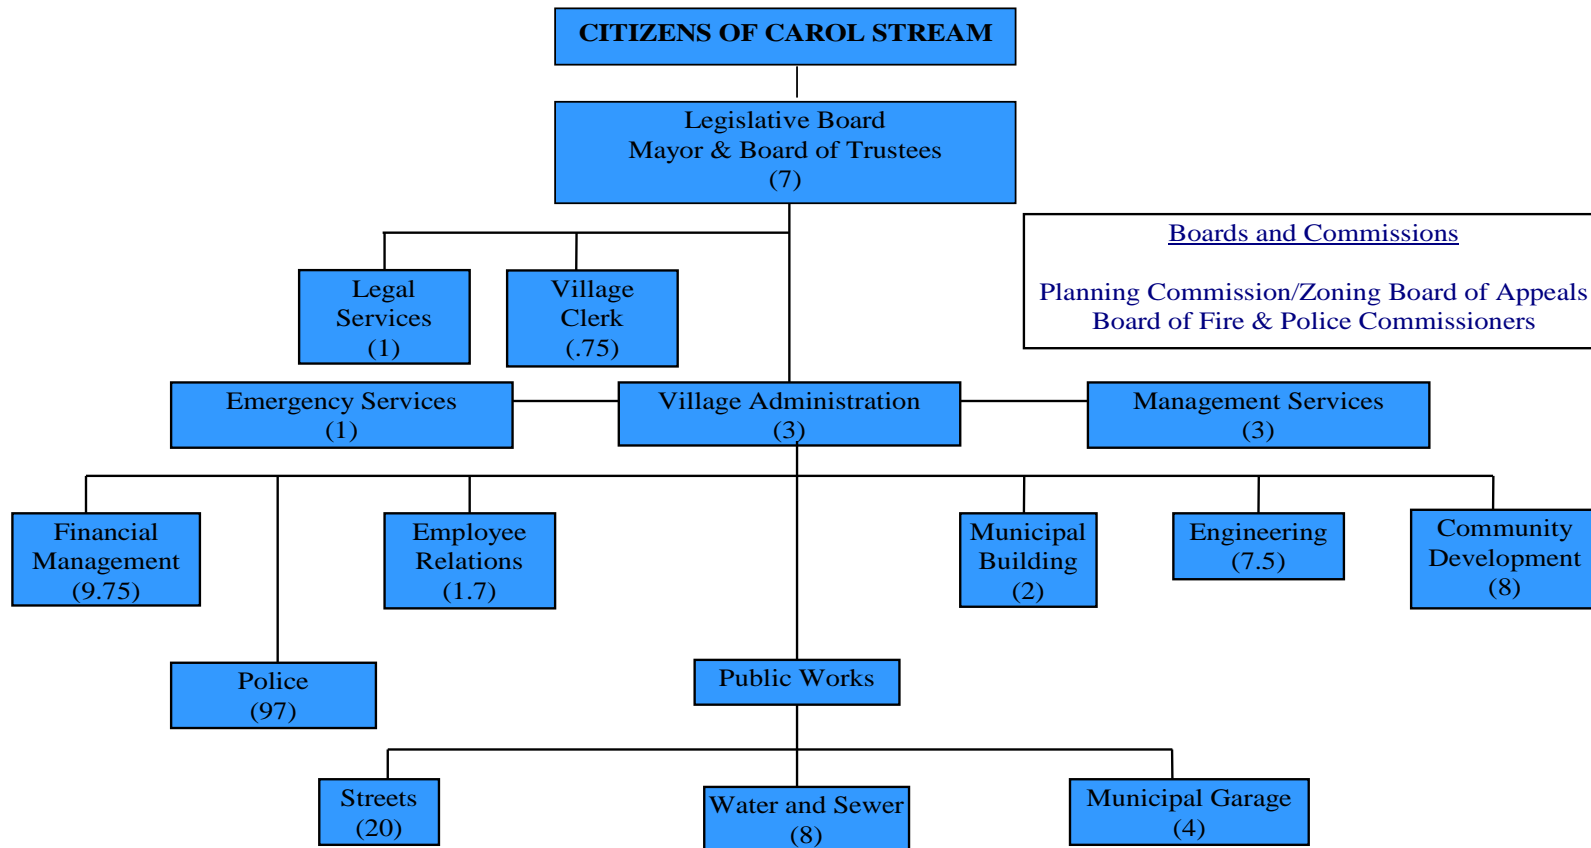 CITIZENS OF CAROL STREAM
Legislative Board
Mayor & Board of Trustees
(7)
Boards and Commissions
Planning Commission/Zoning Board of Appeals
Board of Fire & Police Commissioners
Legal
Services
(1)
Village
Clerk
(.75)
Emergency Services
(1)
Village Administration
(3)
Management Services
(3)
Financial
Management
(9.75)
Employee
Relations
(1.7)
Municipal
Building
(2)
Engineering
(7.5)
Community
Development
(8)
Police
(97)
Public Works
Streets
(20)
Water and Sewer
(8)
Municipal Garage
(4)